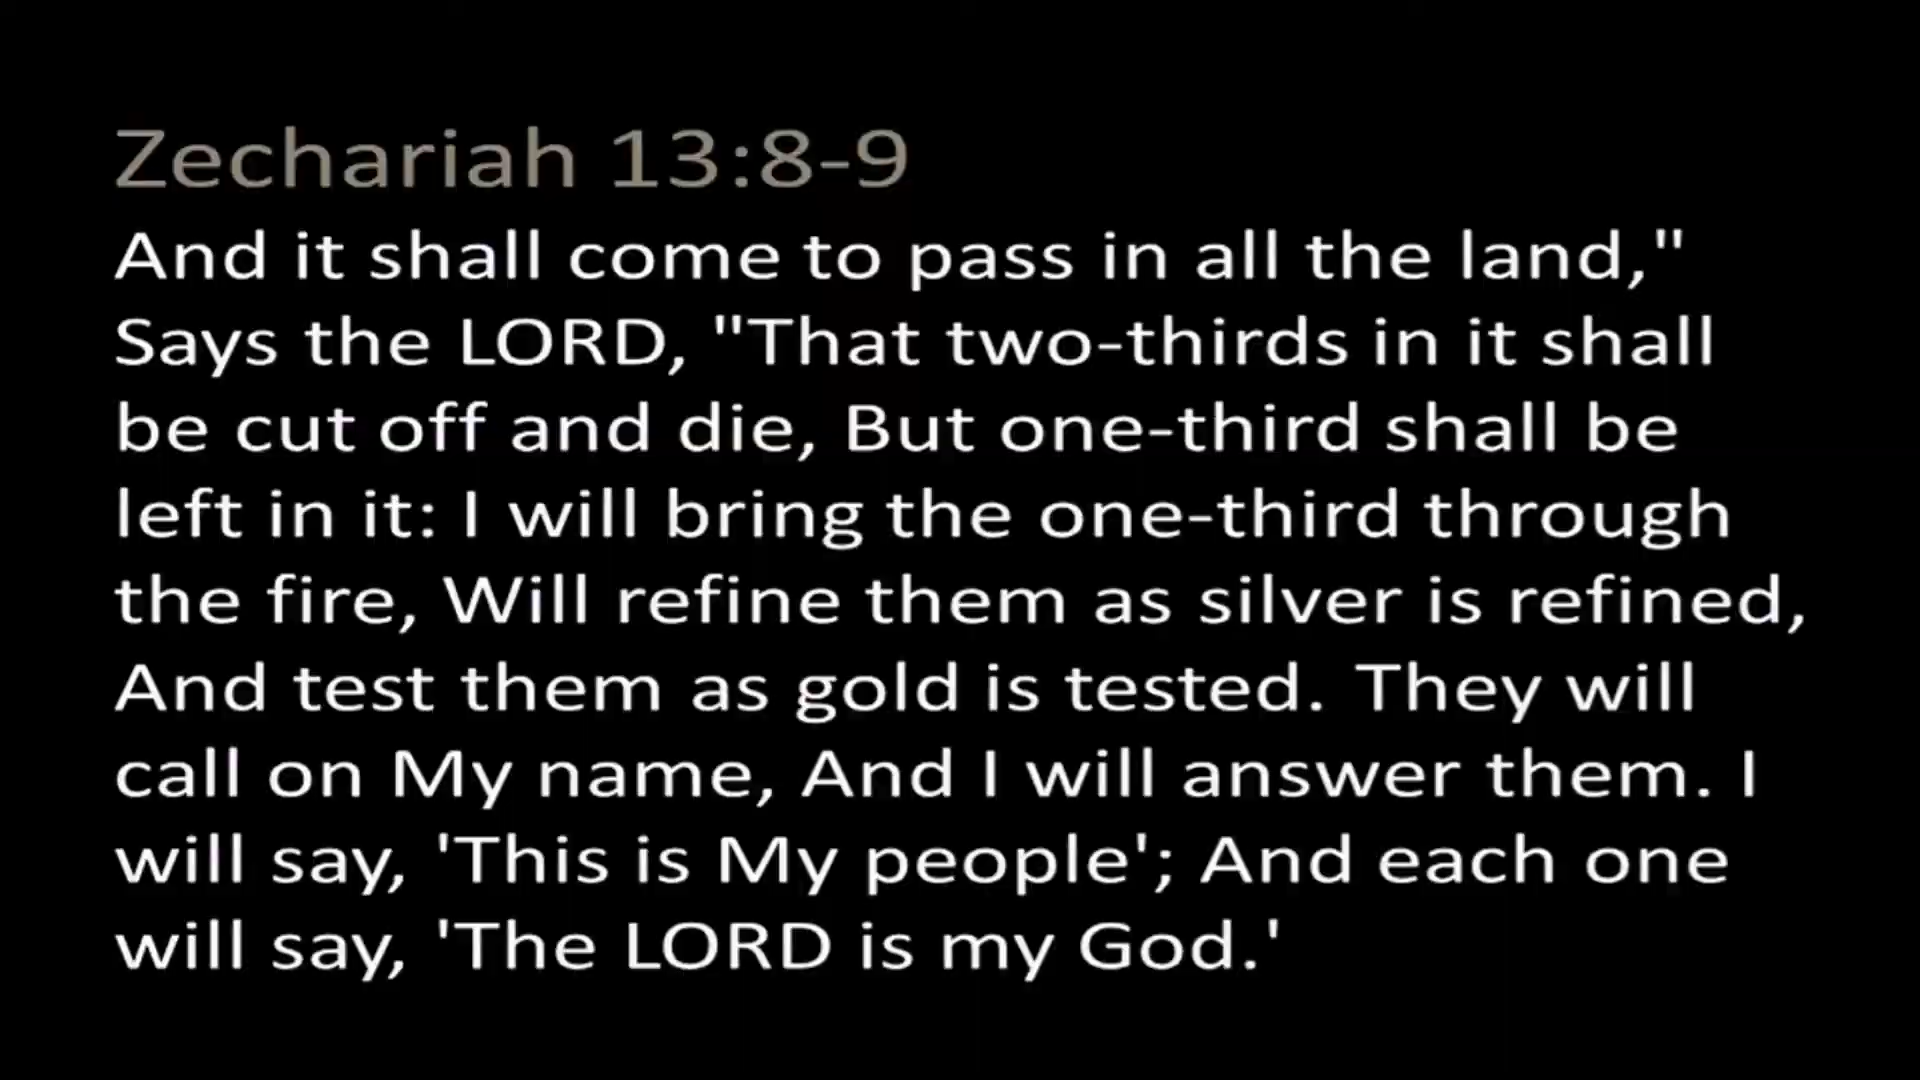 Zechariah 13:8-9
And it shall come to pass in all the land,"
Says the LORD, "That two-thirds in it shall
be cut off and die, But one-third shall be
left in it: I will bring the one-third through
the fire, Will refine them as silver is refined,
And test them as gold is tested. They will
call on My name, And I will answer them. I
will say, 'This is My people'; And each one
will say, 'The LORD is my God.'